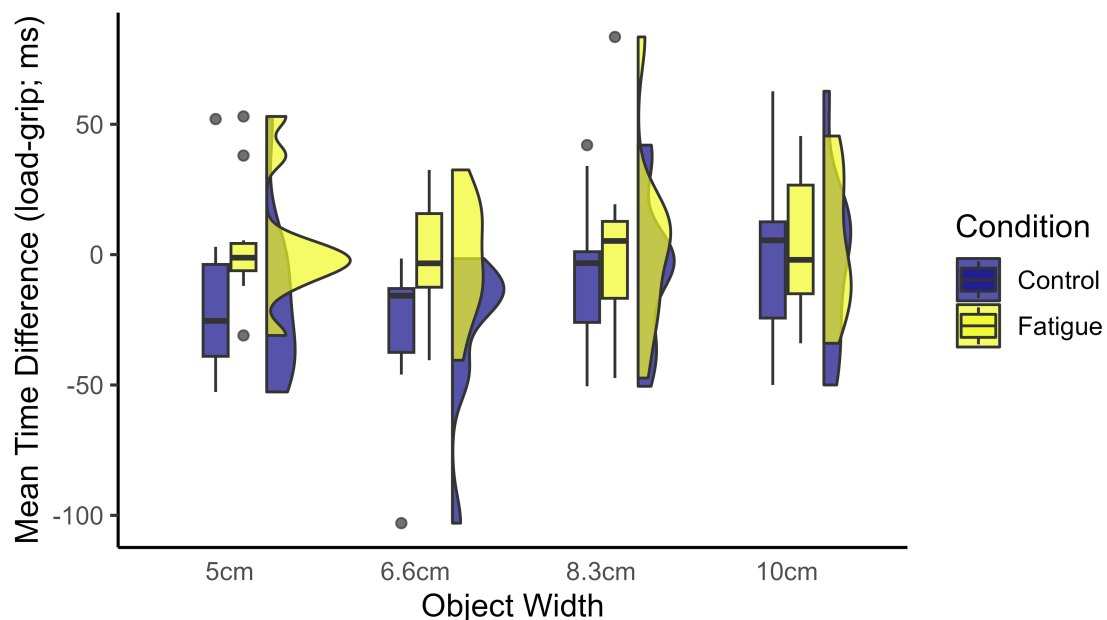 Mean Time Difference (load-grip; ms)
50
0
-50
-100
5cm
6.6cm
8.3cm
10cm
Object Width
Condition
Control
Fatigue